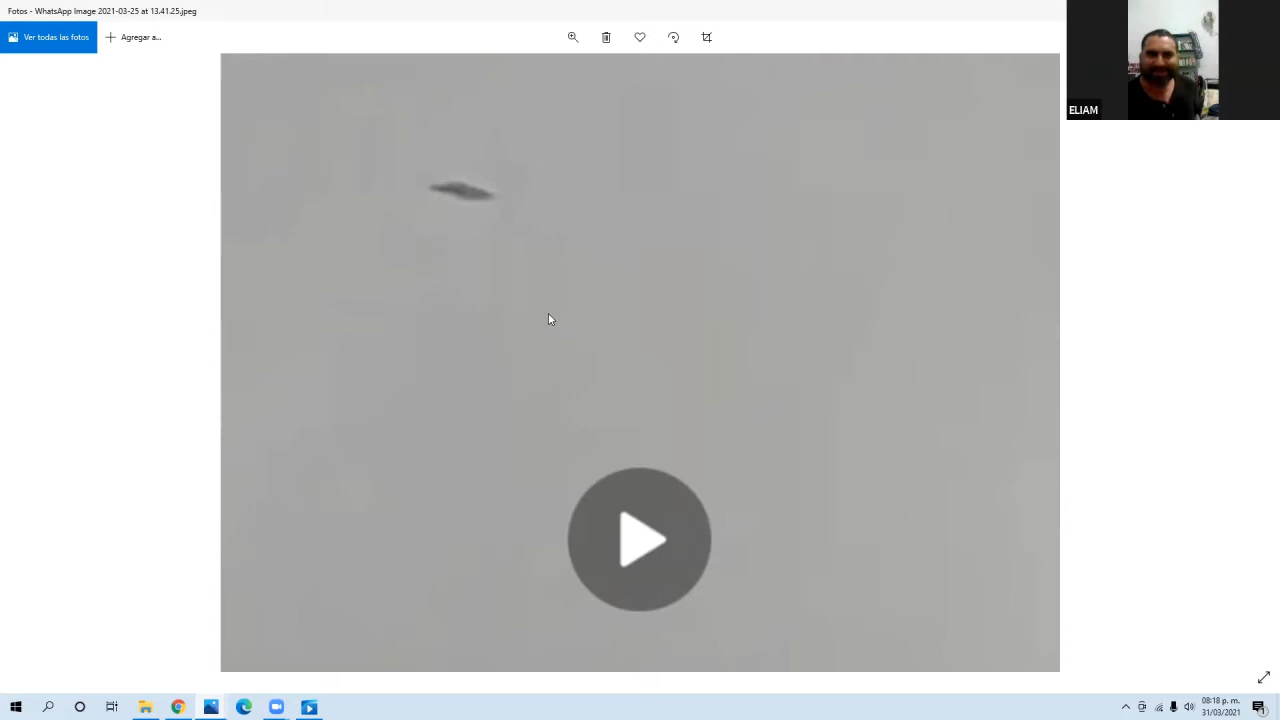 Fotos - WhatsApp Image 2021-03-25 at 13.41.25.jpeg
Ver todas las fotos
Agregar a...
ELIAM
08:18 p. m.
31/03/2021
1